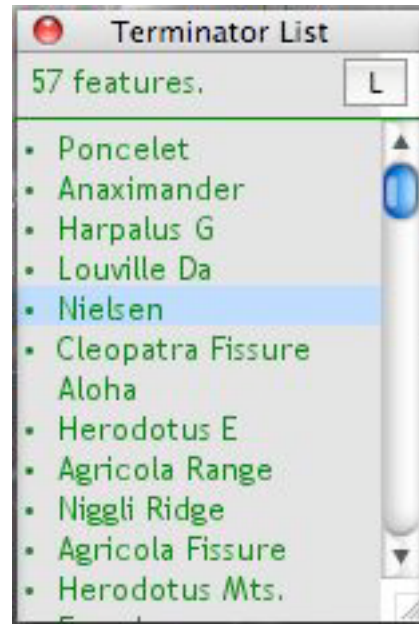 Terminator List
57 features.
L
• Poncelet
• Anaximander
• Harpalus G
• Louville Da
• Nielsen
• Cleopatra Fissure
Aloha
• Herodotus E
• Agricola Range
• Niggli Ridge
• Agricola Fissure
• Herodotus Mts.